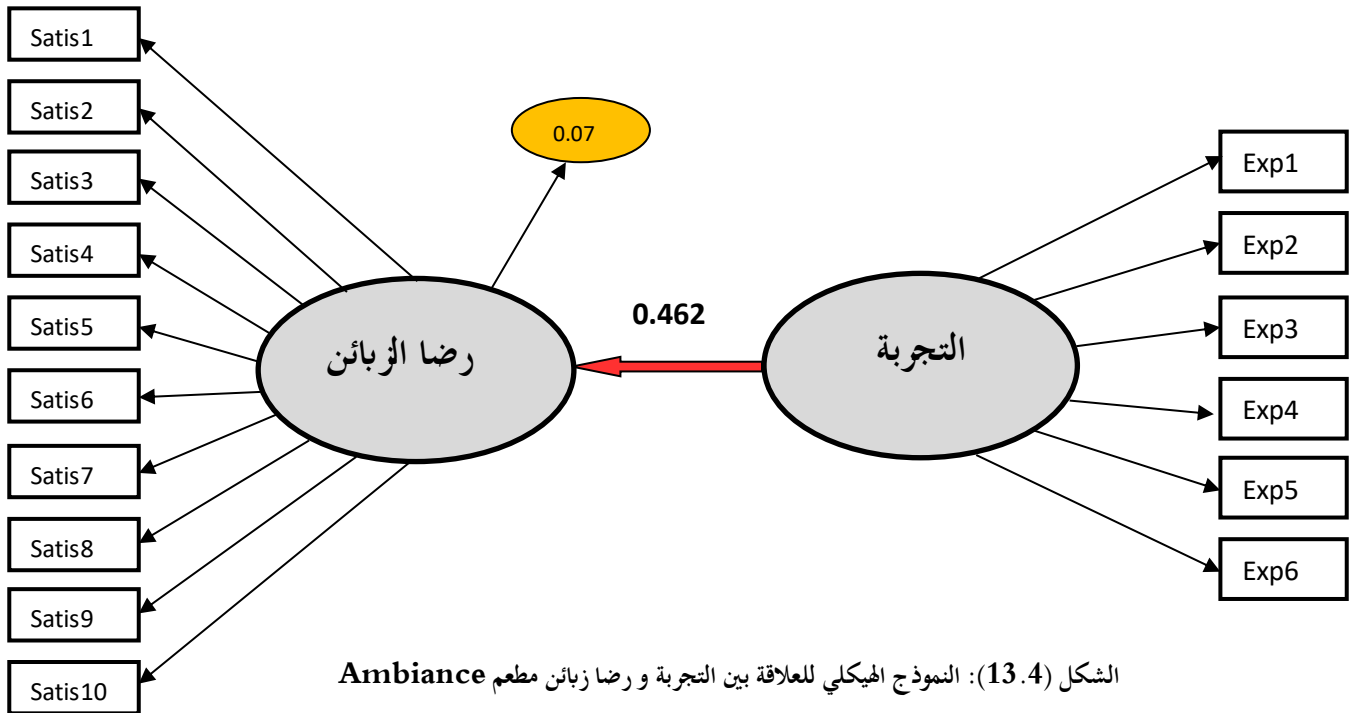 Satis1
Satis2
Satis3
Satis4
Satis5
Satis6
Satis7
Satis8
Satis9
Satis10
0.07
رضا الزبائن
0.462
التجربة
Exp1
Exp2
Exp3
Exp4
Exp5
Exp6
الشكل (13.4): النموذج الهيكلي للعلاقة بين التجربة و رضا زبائن مطعم Ambiance